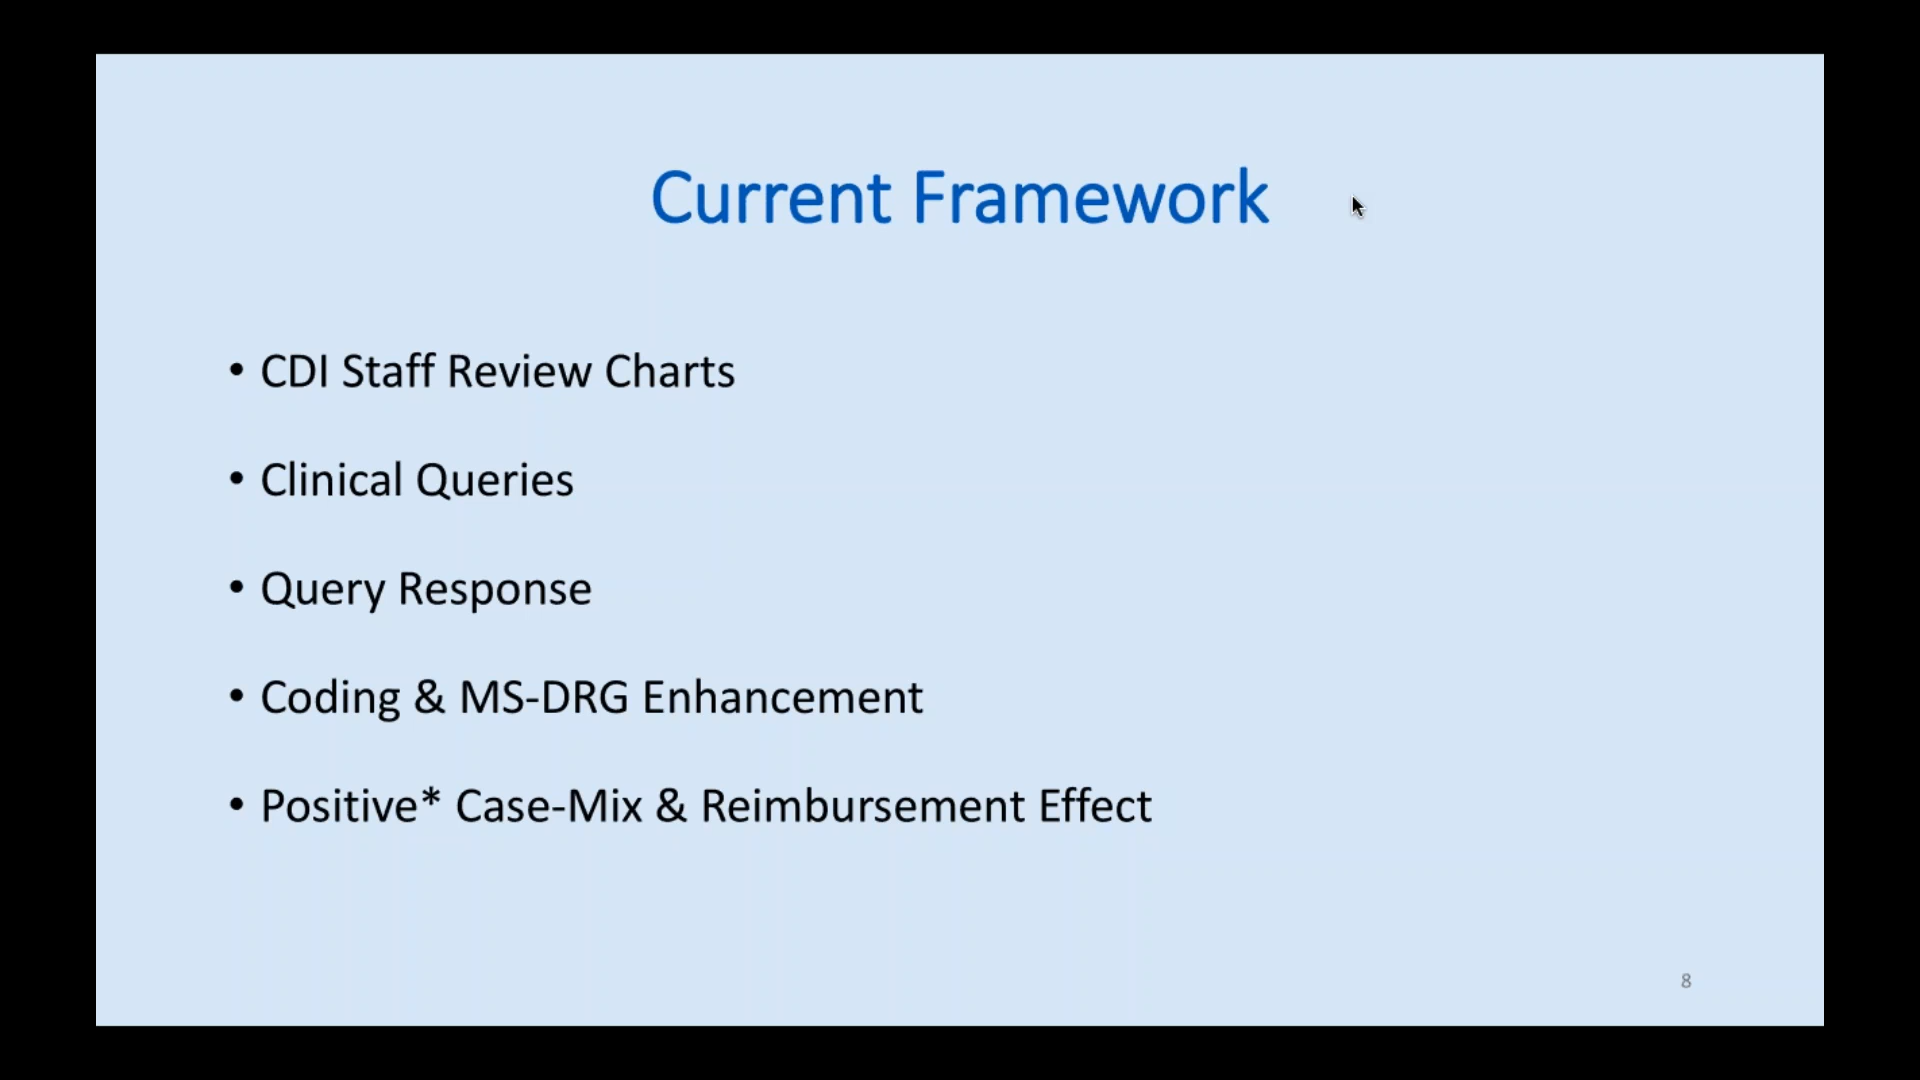 Current Framework
• CDI Staff Review Charts
• Clinical Queries
• Query Response
• Coding & MS-DRG Enhancement
• Positive* Case-Mix & Reimbursement Effect
8